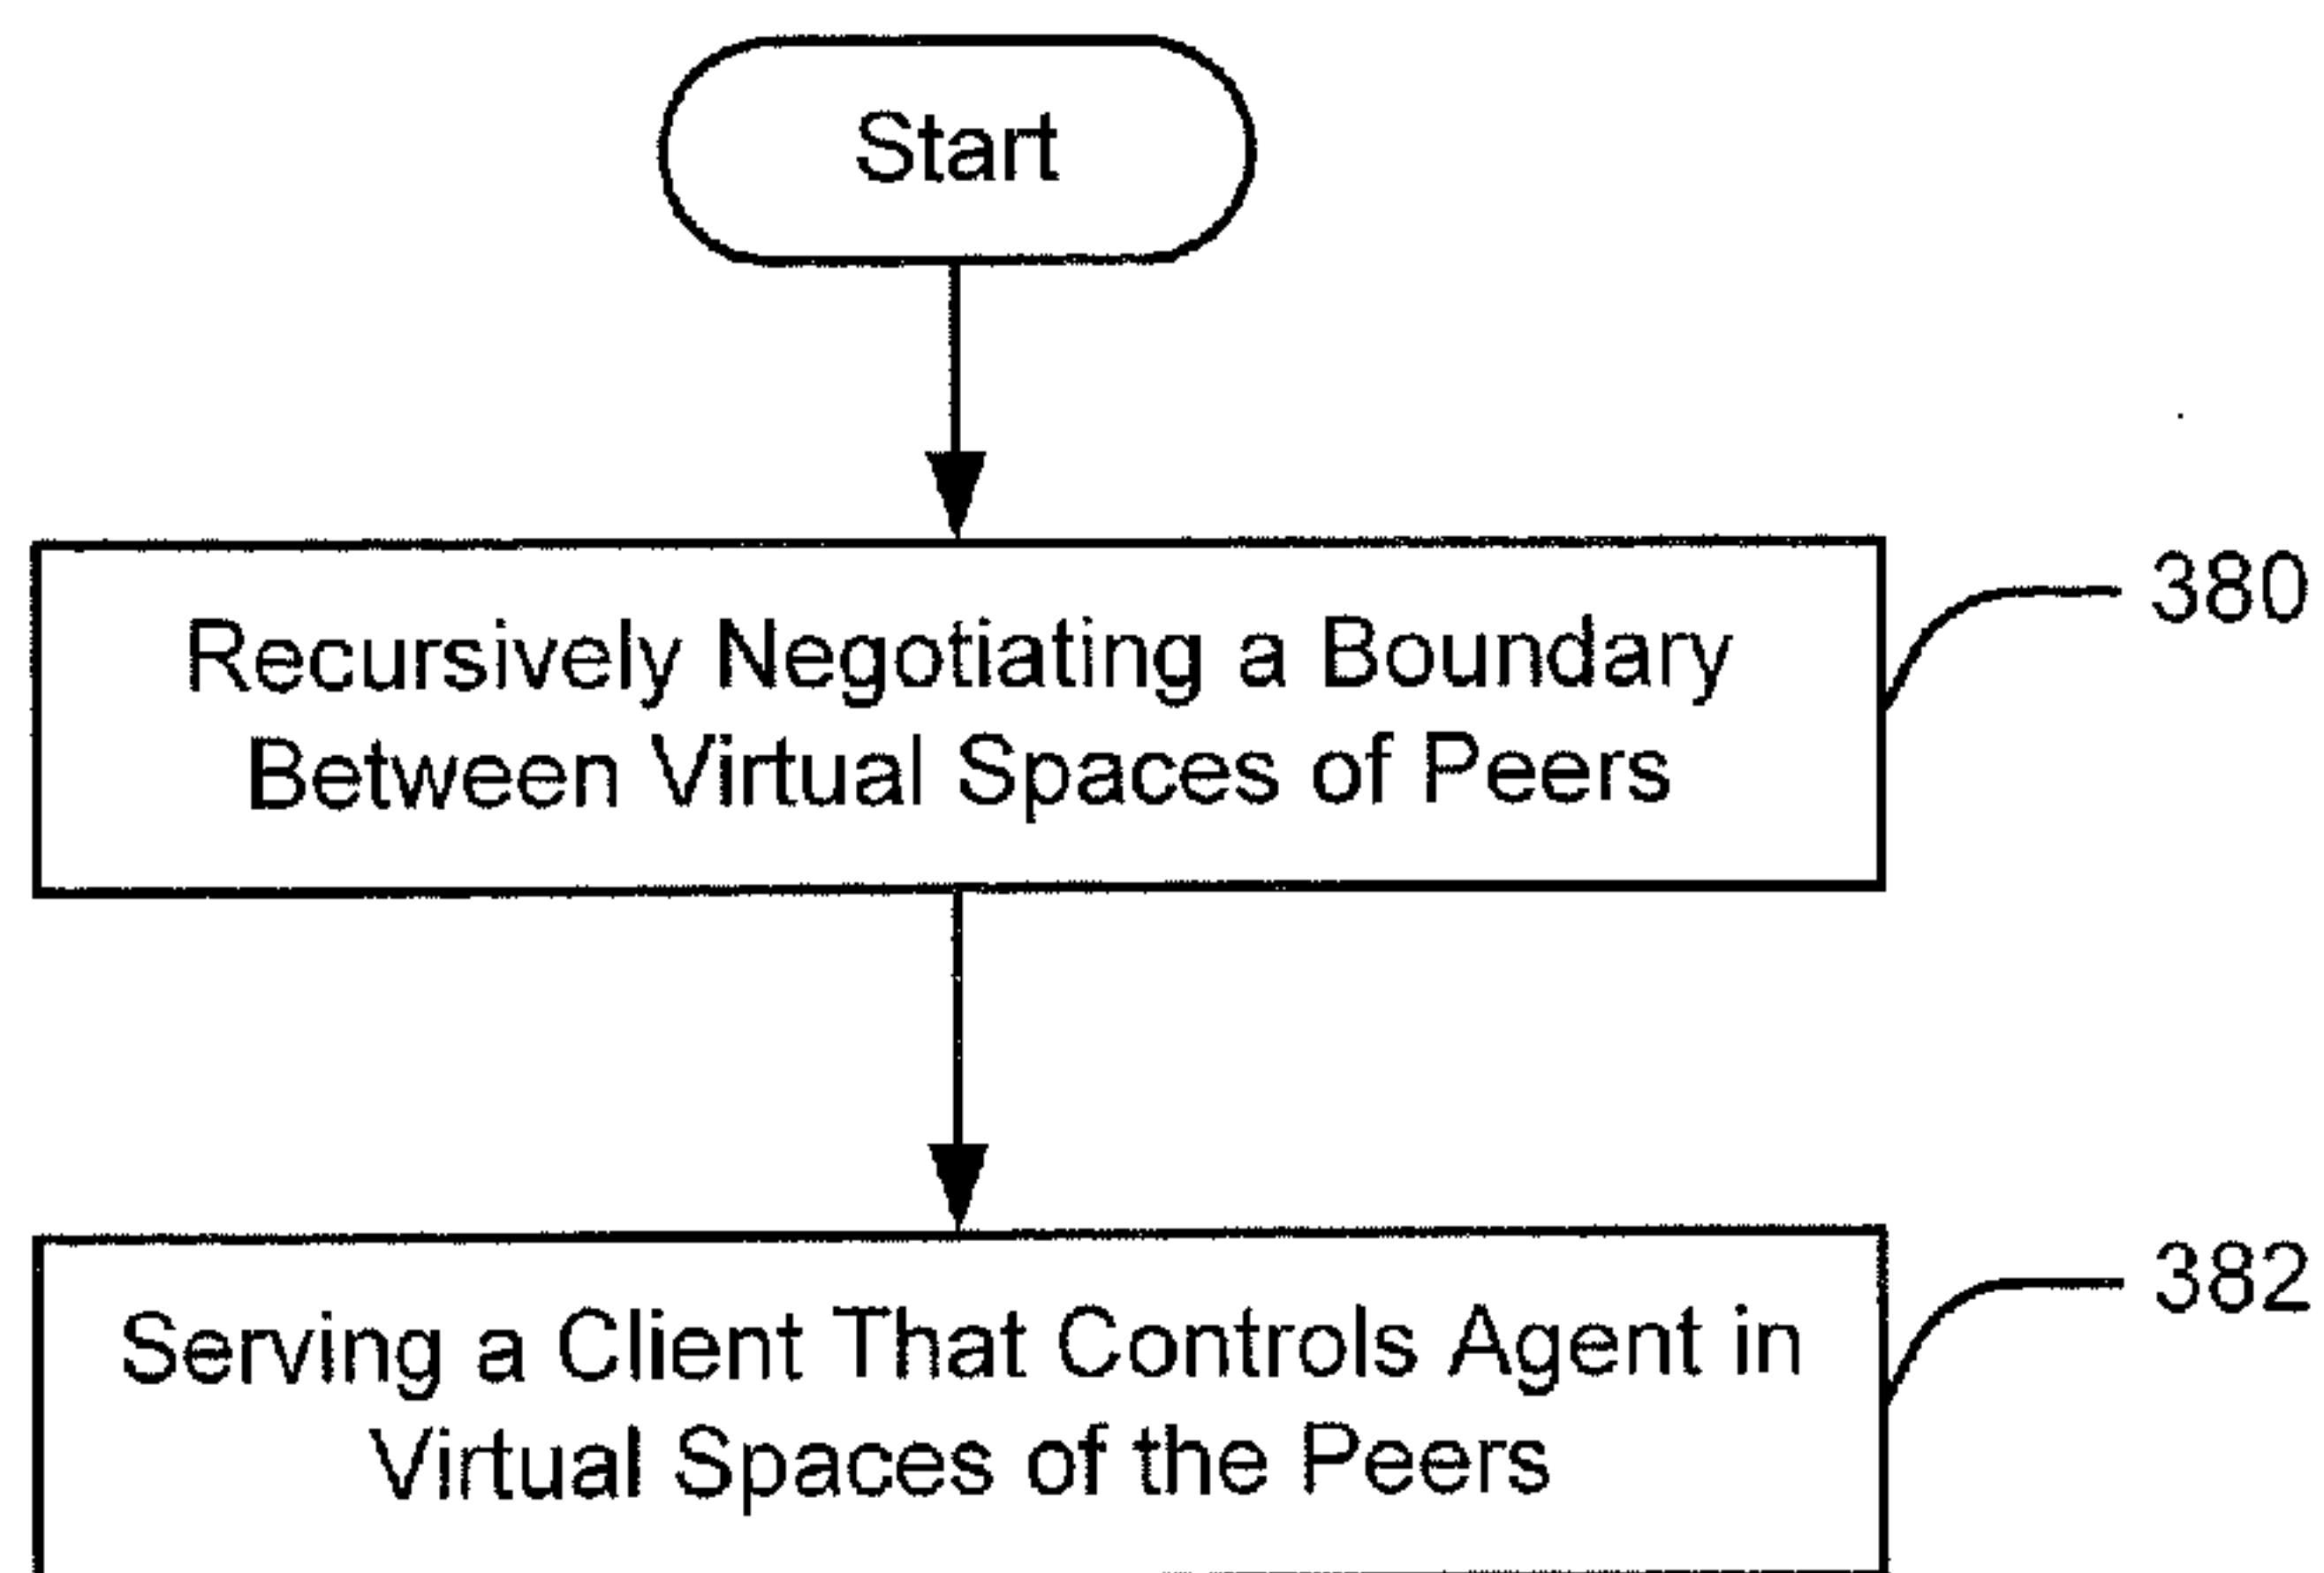 Start
Recursively Negotiating a Boundary
Between Virtual Spaces of Peers
380
Serving a Client That Controls Agent in
Virtual Spaces of the Peers
382